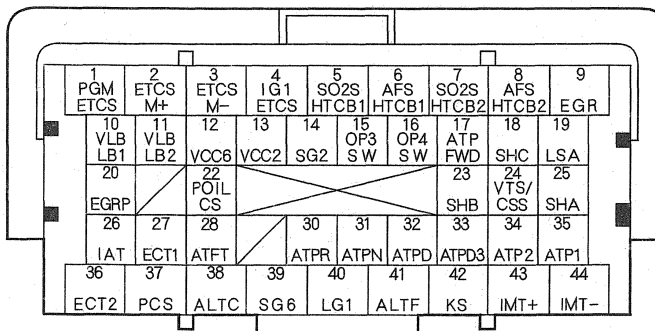 1 2 3 4 5 6 7 8 9
PGM ETCS ETCS IG1 SO2S AFS SO2S AFS
ETCS M+ M- ETCS HTCB1 HTCB1 HTCB2 HTCB2 EGR
10 11 12 13 14 15 16 17 18 19
VLB VLB OP3 OP4 ATP
LB1 LB2 VCC6 VCC2 SG2 SW SW FWD SHC LSA
20 22 23 24 25
POIL VTS/
EGRP CS SHB CSS SHA
26 27 28 30 31 32 33 34 35
IAT ECT1 ATFT ATPR ATPN ATPD ATPD3 ATP2 ATP1
36 37 38 39 40 41 42 43 44
ECT2 PCS ALTC SG6 LG1 ALTF KS IMT+ IMT-